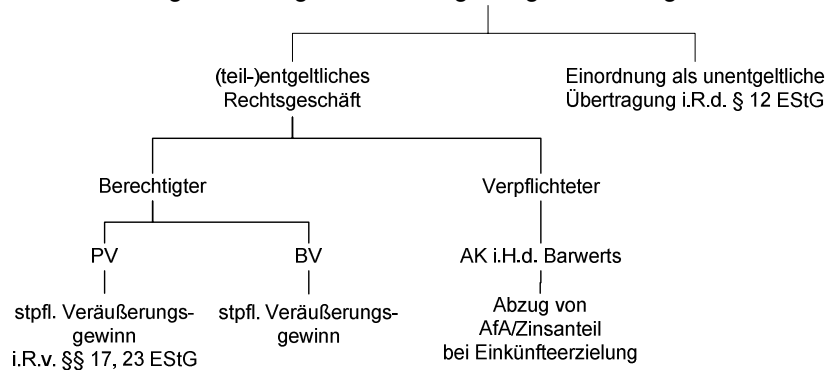 (teil-)entgeltliches
Rechtsgeschäft
Einordnung als unentgeltliche
Übertragung i.R.d. § 12 EStG
Berechtigter
Verpflichteter
PV
BV
AK i.H.d. Barwerts
stpfl. Veräußerungs-
gewinn
i.R.v. §§ 17, 23 EStG
stpfl. Veräußerungs-
gewinn
Abzug von
AfA/Zinsanteil
bei Einkünfteerzielung